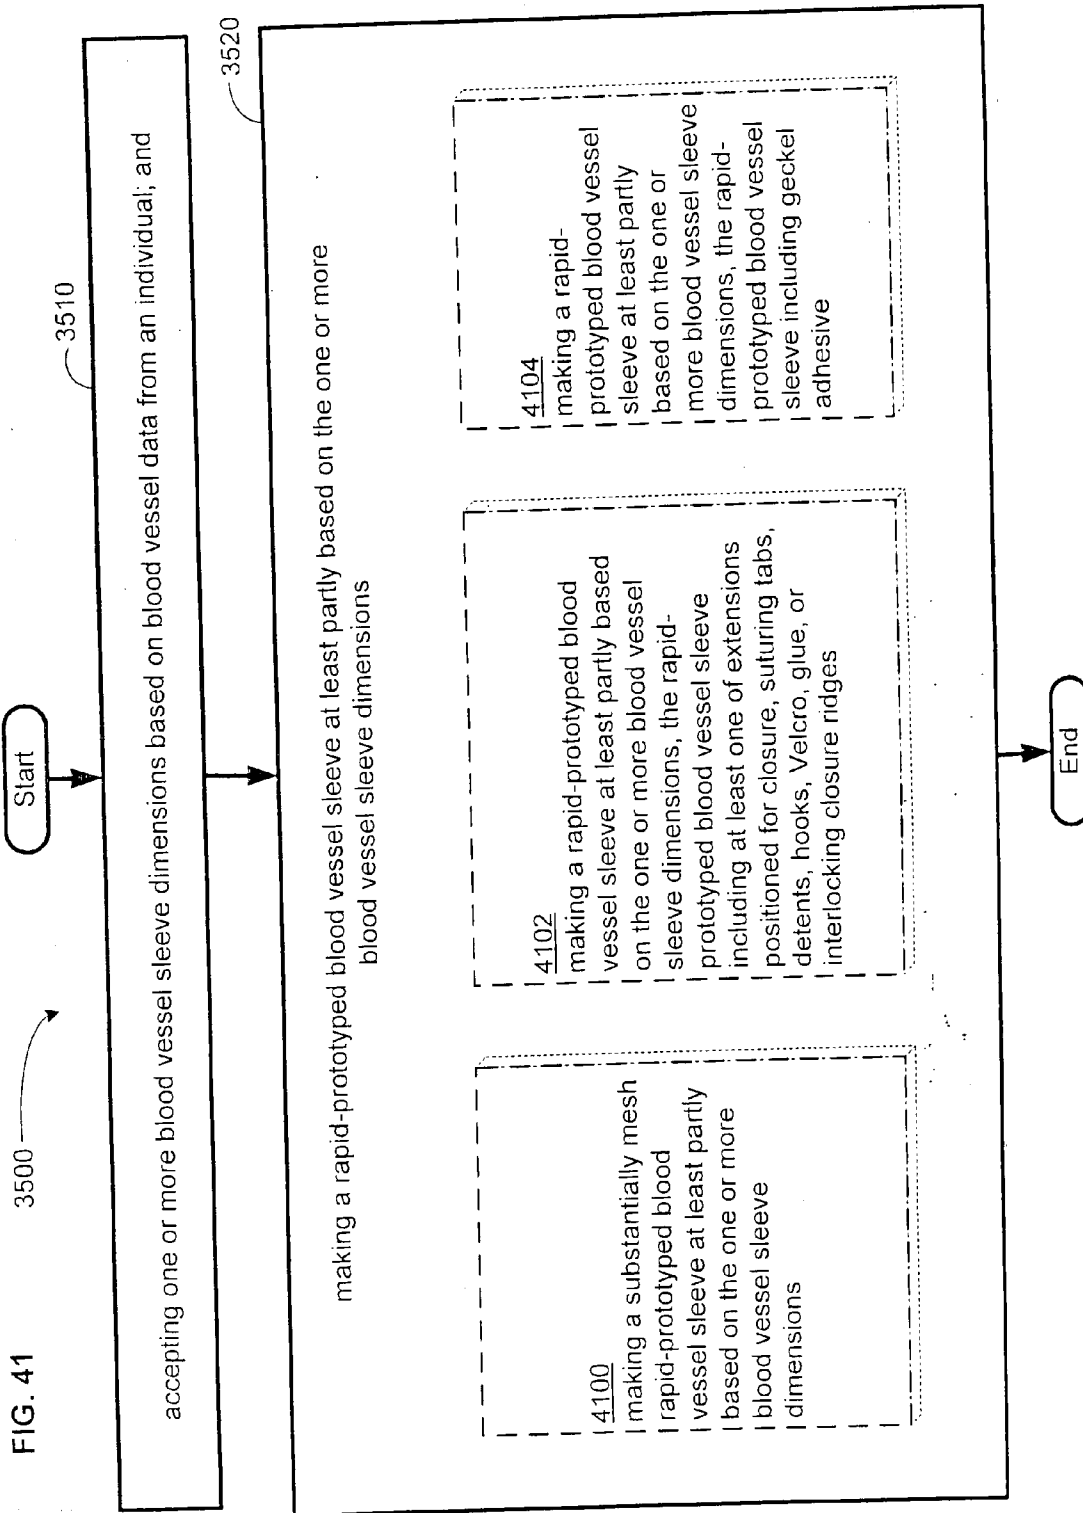 FIG. 41
3500
Start
3510
accepting one or more blood vessel sleeve dimensions based on blood vessel data from an individual; and
3520
making a rapid-prototyped blood vessel sleeve at least partly based on the one or more
blood vessel sleeve dimensions
4100
making a substantially mesh
rapid-prototyped blood
vessel sleeve at least partly
based on the one or more
blood vessel sleeve
dimensions
4102
making a rapid-prototyped blood
vessel sleeve at least partly based
on the one or more blood vessel
sleeve dimensions, the rapid-
prototyped blood vessel sleeve
including at least one of extensions
positioned for closure, suturing tabs,
detents, hooks, Velcro, glue, or
interlocking closure ridges
4104
making a rapid-
prototyped blood vessel
sleeve at least partly
based on the one or
more blood vessel sleeve
dimensions, the rapid-
prototyped blood vessel
sleeve including geckel
adhesive
End